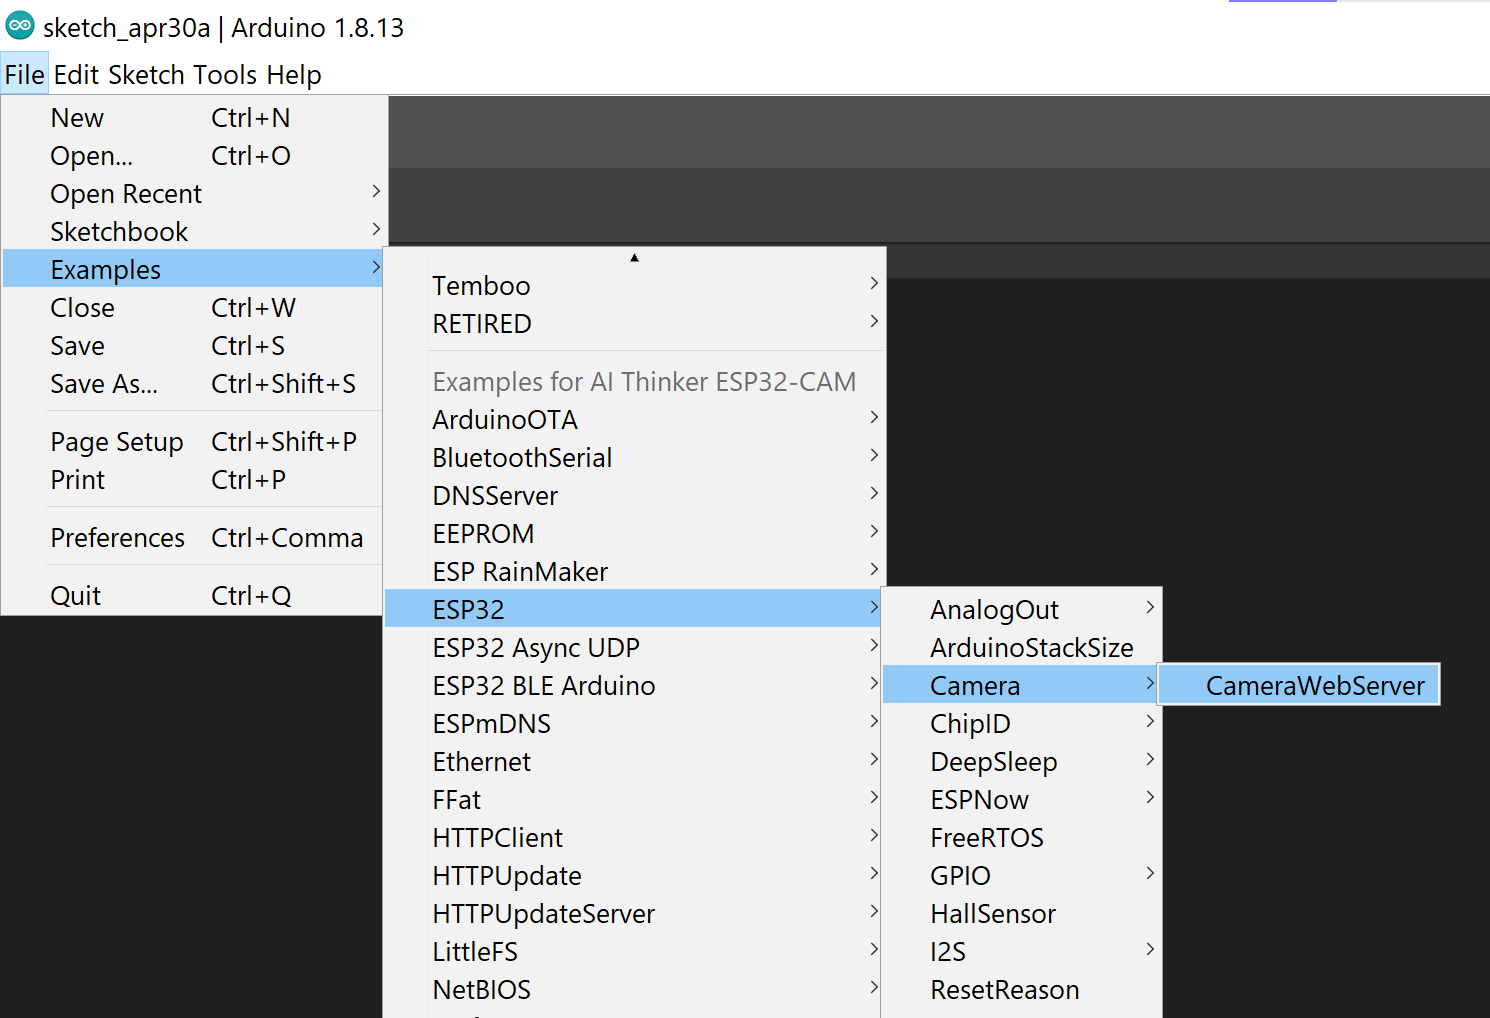 sketch_apr30a | Arduino 1.8.13
File Edit Sketch Tools Help
New Ctrl+N
Open... Ctrl+O
Open Recent
Sketchbook
Examples
Close Ctrl+W
Save Ctrl+S
Save As... Ctrl+Shift+S
Page Setup Ctrl+Shift+P
Print Ctrl+P
Preferences Ctrl+Comma
Quit Ctrl+Q
Temboo
RETIRED
Examples for AI Thinker ESP32-CAM
ArduinoOTA
BluetoothSerial
DNSServer
EEPROM
ESP RainMaker
ESP32
ESP32 Async UDP
ESP32 BLE Arduino
ESPmDNS
Ethernet
FFat
HTTPClient
HTTPUpdate
HTTPUpdateServer
LittleFS
NetBIOS
AnalogOut
ArduinoStackSize
Camera
ChipID
DeepSleep
ESPNow
FreeRTOS
GPIO
HallSensor
I2S
ResetReason
CameraWebServer